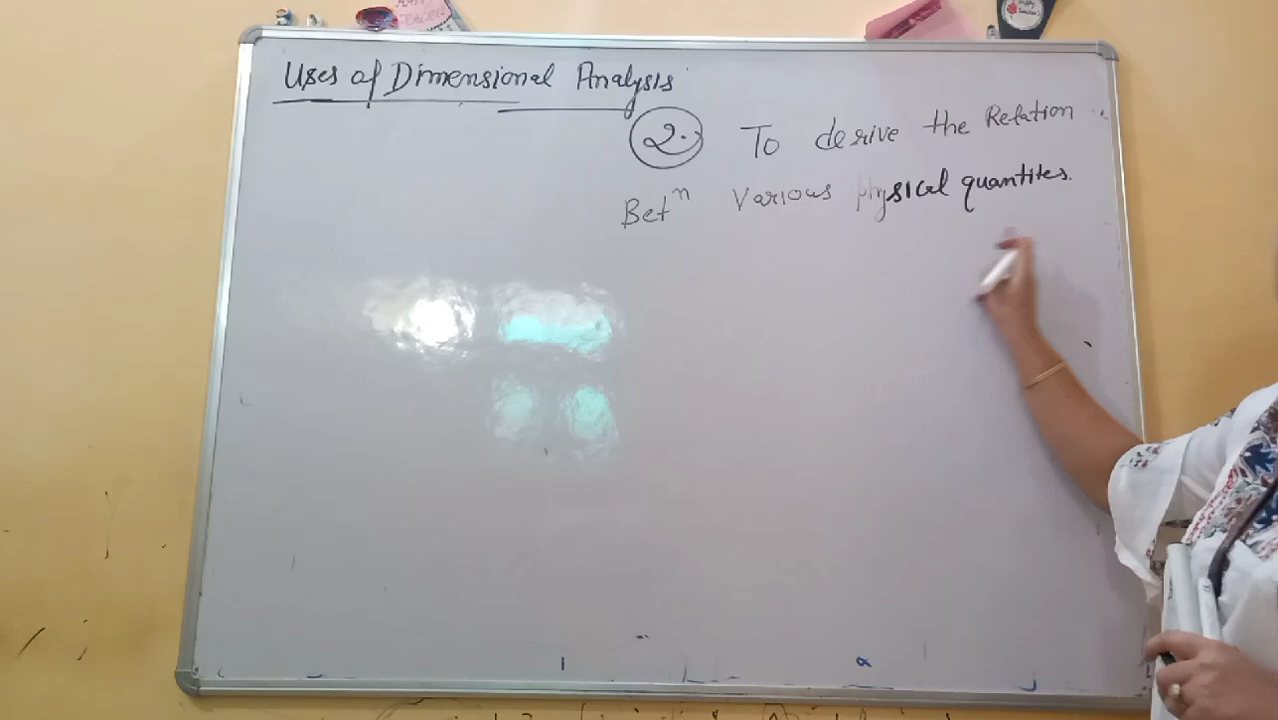 Uses of Dimensional Analysis
2. To derive the Relation
Betⁿ Various physical quantites.